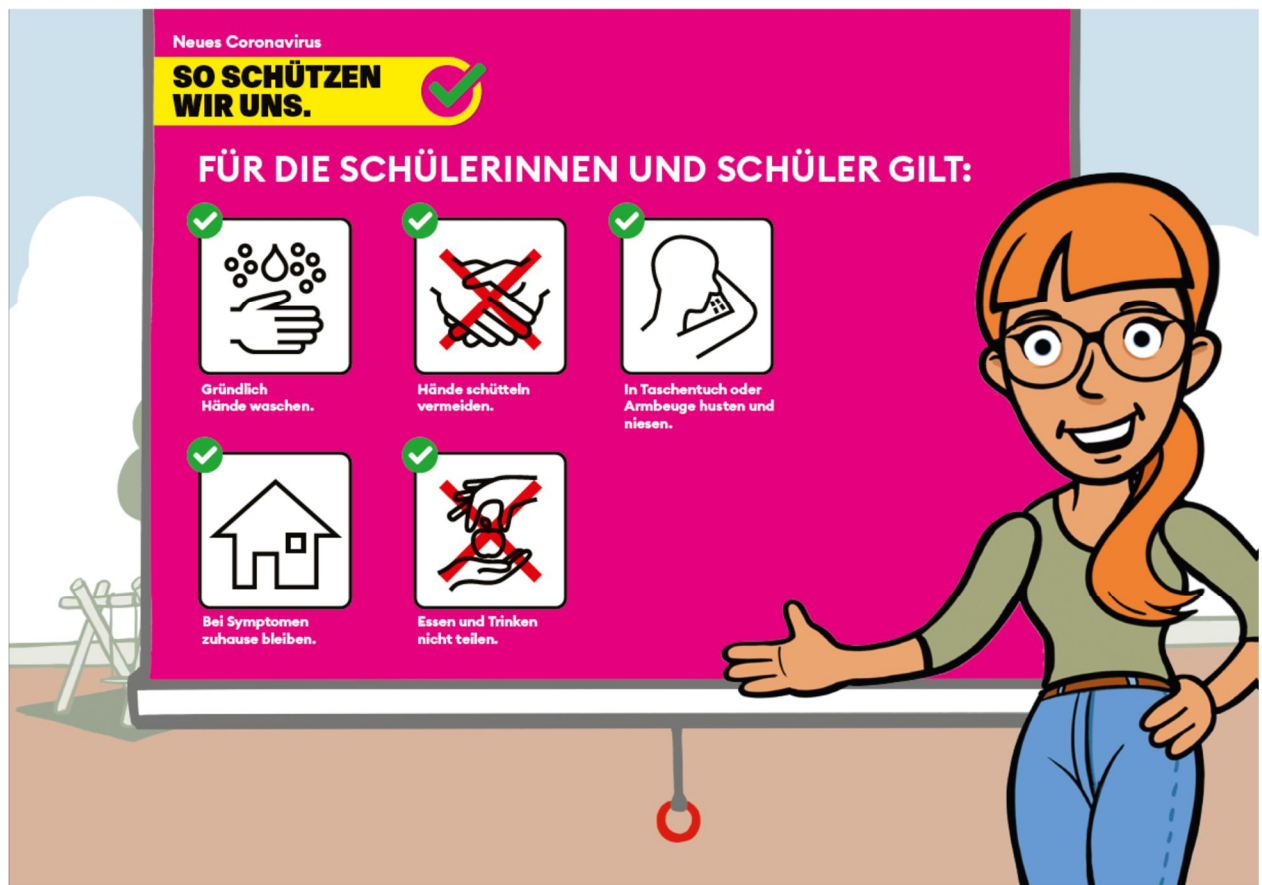 Neues Coronavirus
SO SCHÜTZEN
WIR UNS.
FÜR DIE SCHÜLERINNEN UND SCHÜLER GILT:
Gründlich
Hände waschen.
Hände schütteln
vermeiden.
In Taschentuch oder
Armbeuge husten und
niesen.
Bei Symptomen
zuhause bleiben.
Essen und Trinken
nicht teilen.